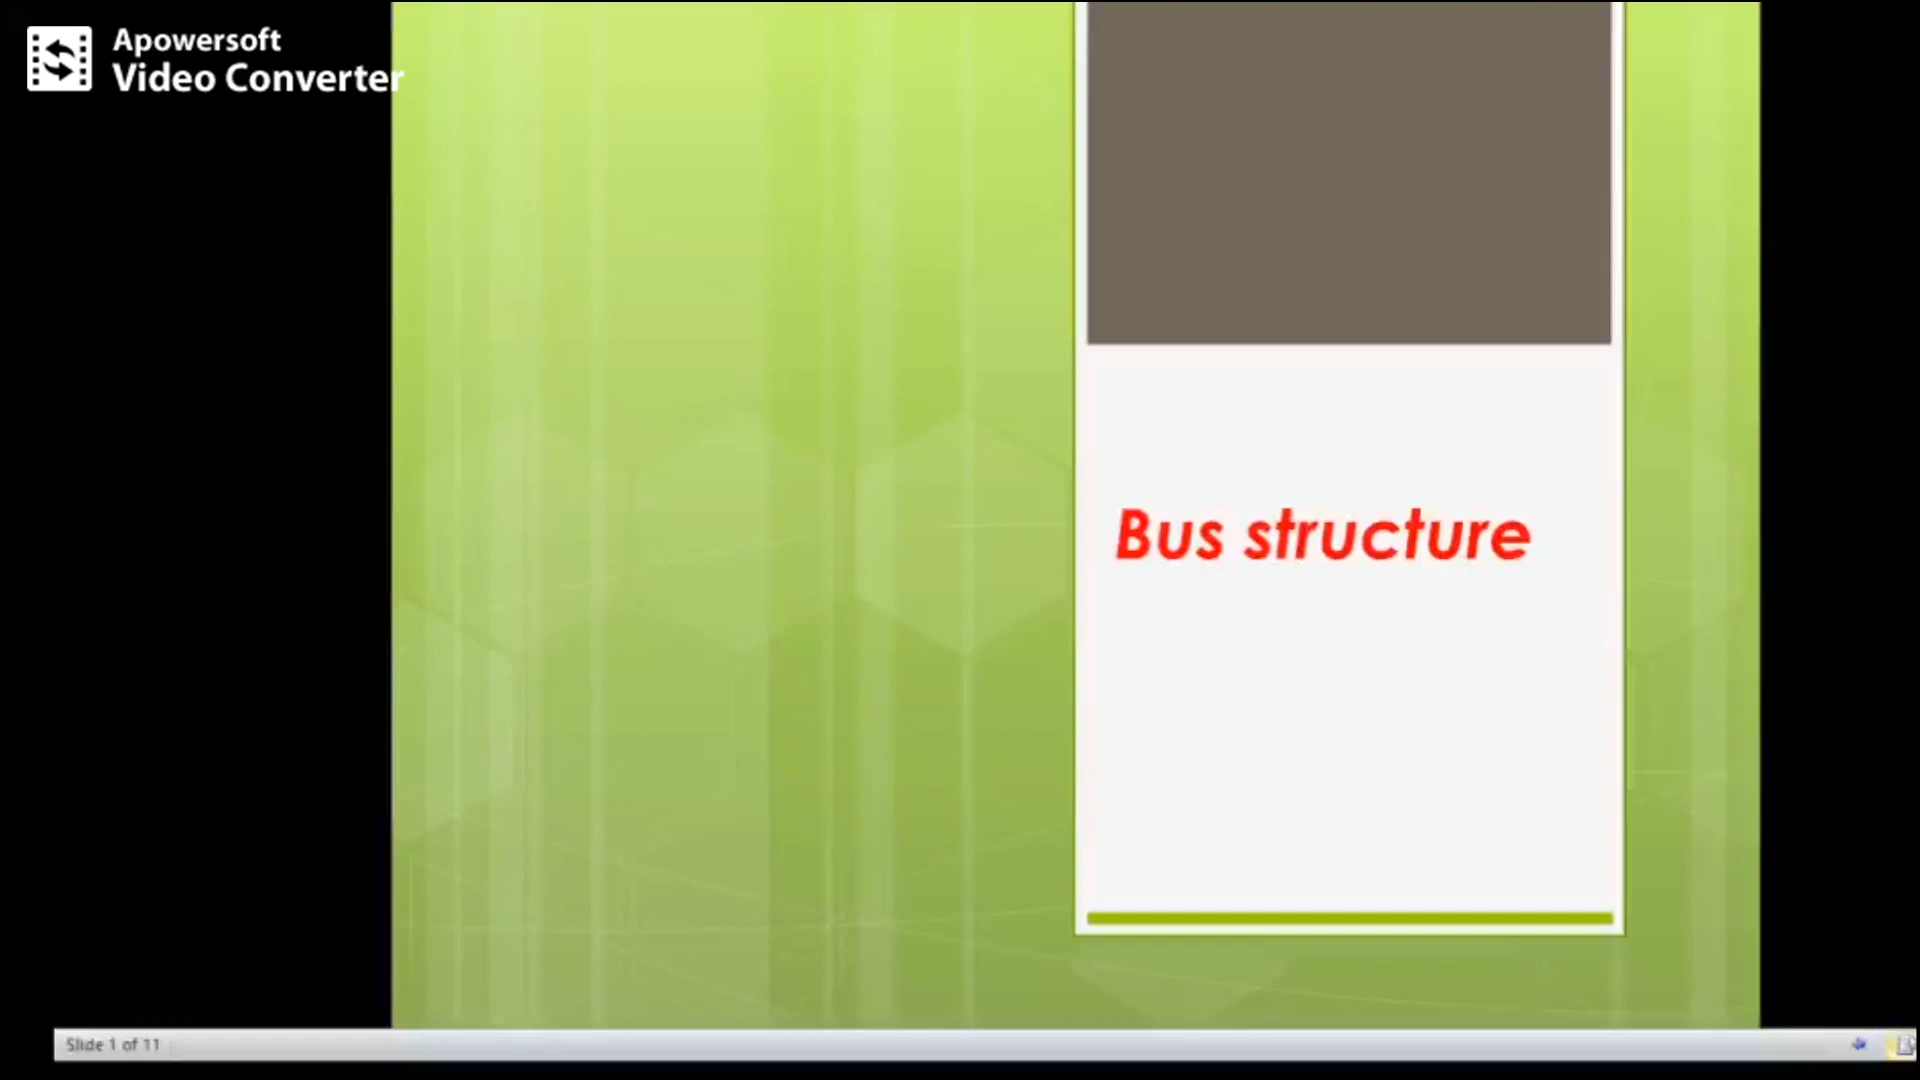 Apowersoft
Video Converter
Bus structure
Slide 1 of 11